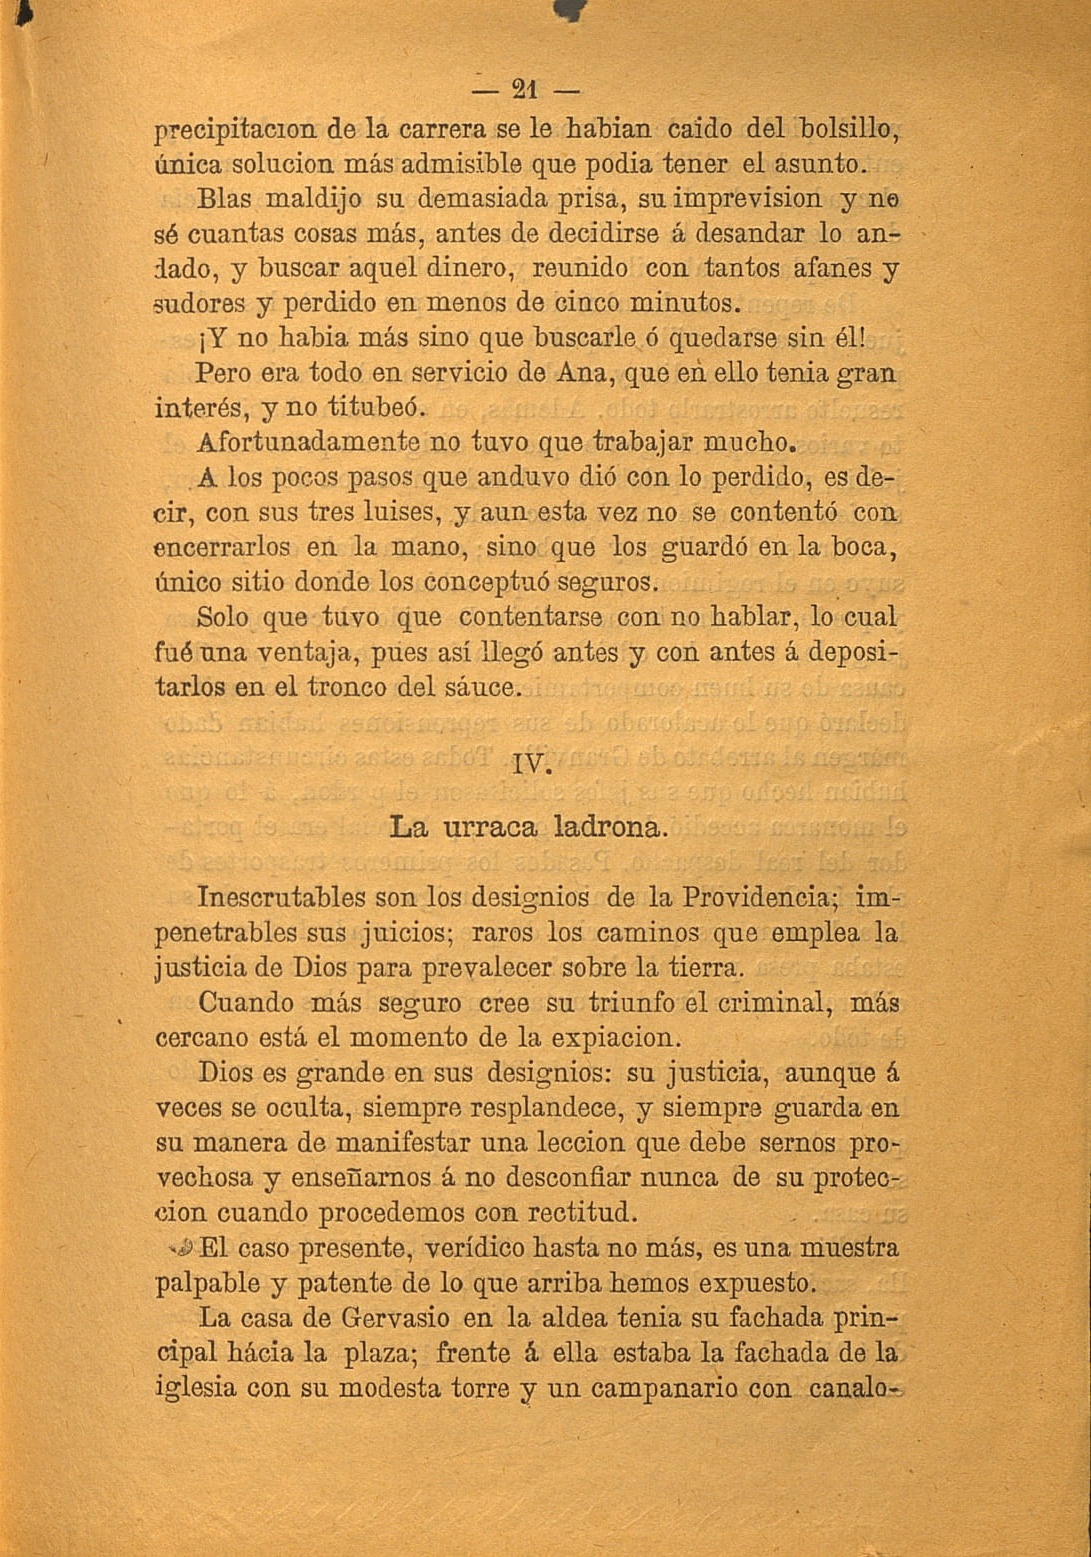 — 21 —
precipitacion de la carrera se le habian caido del bolsillo,
única solucion más admisible que podia tener el asunto.
Blas maldijo su demasiada prisa, su imprevision y no
sé cuantas cosas más, antes de decidirse á desandar lo an-
dado, y buscar aquel dinero, reunido con tantos afanes y
sudores y perdido en menos de cinco minutos.
¡Y no habia más sino que buscarle ó quedarse sin él!
Pero era todo en servicio de Ana, que en ello tenia gran
interés, y no titubeó.
Afortunadamente no tuvo que trabajar mucho.
A los pocos pasos que anduvo dió con lo perdido, es de-
cir, con sus tres luises, y aun esta vez no se contentó con
encerrarlos en la mano, sino que los guardó en la boca,
único sitio donde los conceptuó seguros.
Solo que tuvo que contentarse con no hablar, lo cual
fué una ventaja, pues así llegó antes y con antes á deposi-
tarlos en el tronco del sáuce.
IV.
La urraca ladrona.
Inescrutables son los designios de la Providencia; im-
penetrables sus juicios; raros los caminos que emplea la
justicia de Dios para prevalecer sobre la tierra.
Cuando más seguro cree su triunfo el criminal, más
cercano está el momento de la expiacion.
Dios es grande en sus designios: su justicia, aunque á
veces se oculta, siempre resplandece, y siempre guarda en
su manera de manifestar una leccion que debe sernos pro-
vechosa y enseñarnos á no desconfiar nunca de su protec-
cion cuando procedemos con rectitud.
El caso presente, verídico hasta no más, es una muestra
palpable y patente de lo que arriba hemos expuesto.
La casa de Gervasio en la aldea tenia su fachada prin-
cipal hácia la plaza; frente á ella estaba la fachada de la
iglesia con su modesta torre y un campanario con canalo-